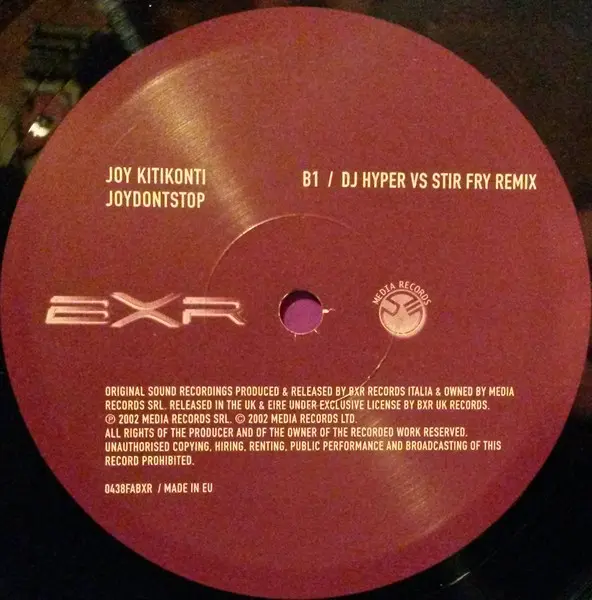 JOY KITIKONTI
JOYDONTSTOP
B1 / DJ HYPER VS STIR FRY REMIX
BXR
MEDIA RECORDS
ORIGINAL SOUND RECORDINGS PRODUCED & RELEASED BY BXR RECORDS ITALIA & OWNED BY MEDIA
RECORDS SRL. RELEASED IN THE UK & EIRE UNDER EXCLUSIVE LICENSE BY BXR UK RECORDS.
℗ 2002 MEDIA RECORDS SRL. © 2002 MEDIA RECORDS LTD.
ALL RIGHTS OF THE PRODUCER AND OF THE OWNER OF THE RECORDED WORK RESERVED.
UNAUTHORISED COPYING, HIRING, RENTING, PUBLIC PERFORMANCE AND BROADCASTING OF THIS
RECORD PROHIBITED.
0438FABXR / MADE IN EU